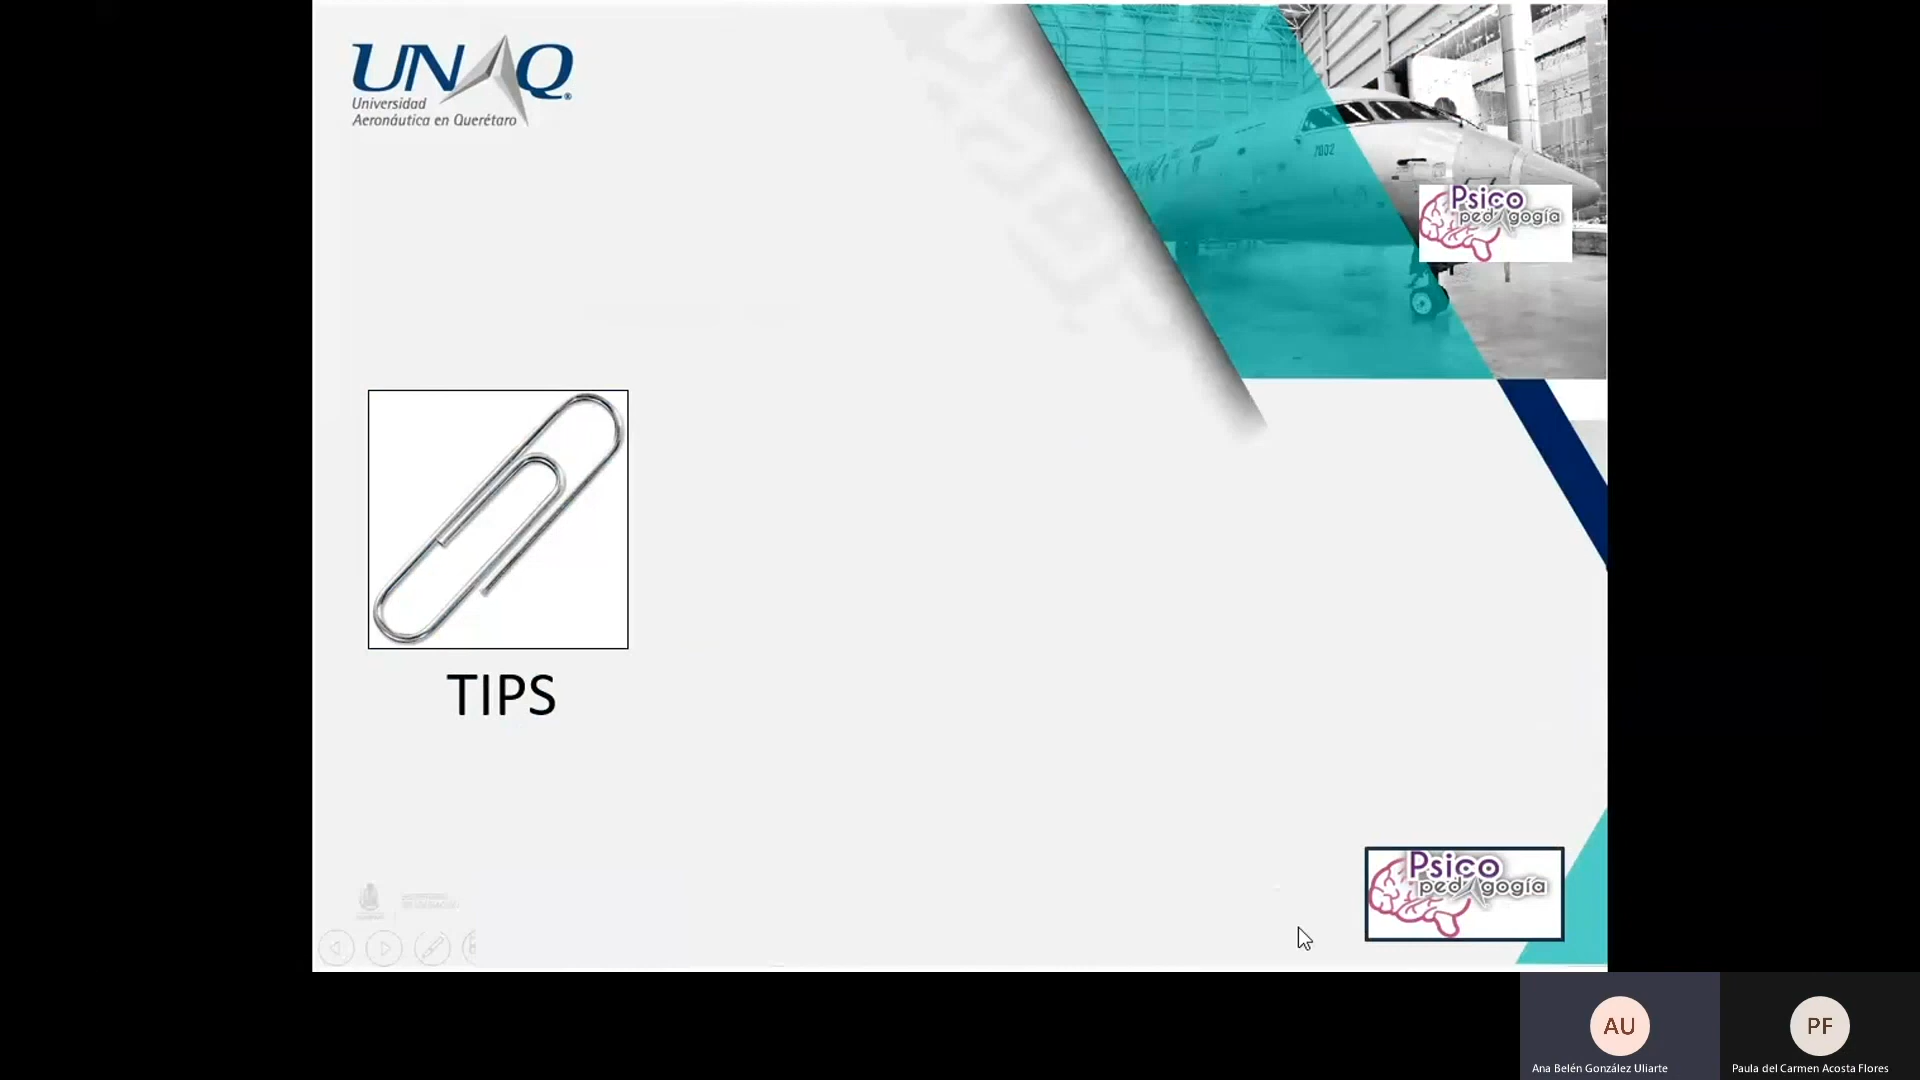 UNAQ
Universidad
Aeronáutica en Querétaro
7002
Psico
pedagogía
TIPS
Psico
pedagogía
AU
PF
Ana Belén González Uliarte
Paula del Carmen Acosta Flores